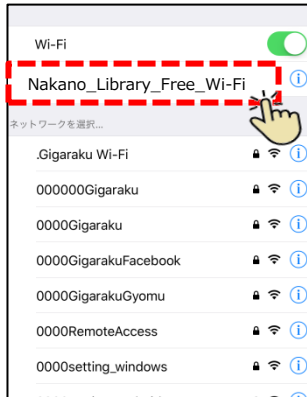 Wi-Fi
Nakano_Library_Free_Wi-Fi
ネットワークを選択...
.Gigaraku Wi-Fi
000000Gigaraku
0000Gigaraku
0000GigarakuFacebook
0000GigarakuGyomu
0000RemoteAccess
0000setting_windows